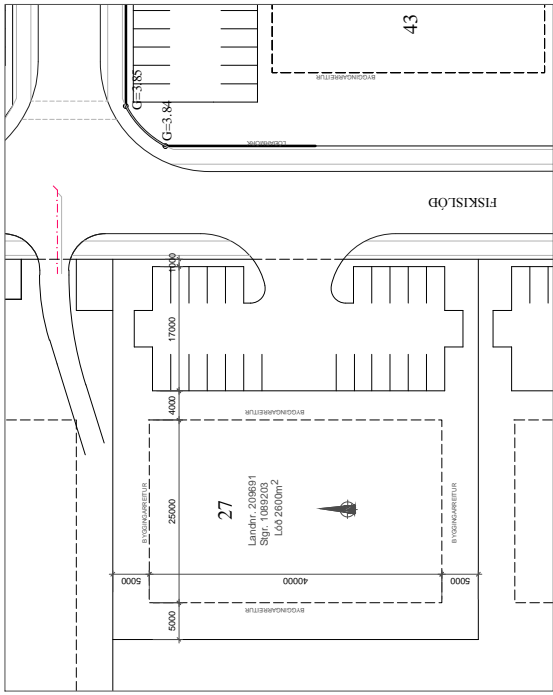 43
BYGGINGARREITUR
G=3.85
G=3.84
LÓÐARMÖRK
FISKISLÓÐ
1000
17000
4000
25000
5000
BYGGINGARREITUR
BYGGINGARREITUR
27
Landnr. 209691
Stgr. 1089203
Lóð 2600m²
BYGGINGARREITUR
5000
40000
5000
BYGGINGARREITUR